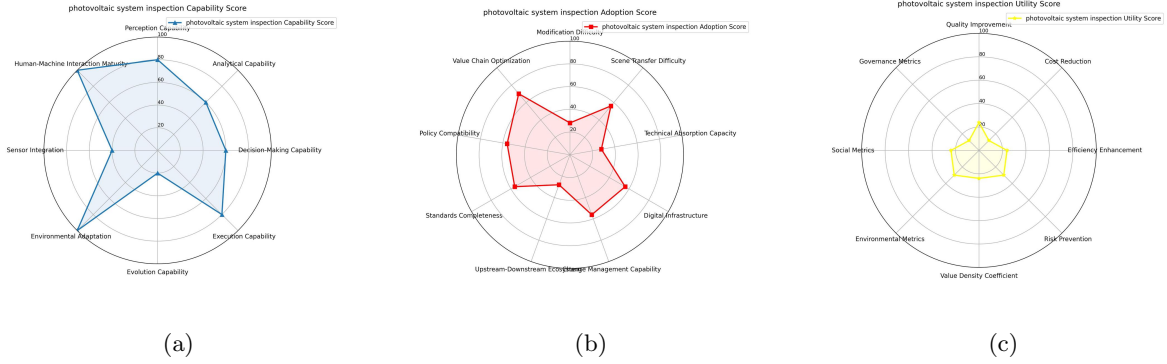 photovoltaic system inspection Capability Score
photovoltaic system inspection Capability Score
Perception Capability
100
80
60
40
20
Human-Machine Interaction Maturity
Analytical Capability
Sensor Integration
Decision-Making Capability
Environmental Adaptation
Execution Capability
Evolution Capability
(a)
photovoltaic system inspection Adoption Score
photovoltaic system inspection Adoption Score
Modification Difficulty
100
80
60
40
20
Value Chain Optimization
Scene Transfer Difficulty
Policy Compatibility
Technical Absorption Capacity
Standards Completeness
Digital Infrastructure
Upstream-Downstream Ecosystem
Change Management Capability
(b)
photovoltaic system inspection Utility Score
photovoltaic system inspection Utility Score
Quality Improvement
100
80
60
40
20
Governance Metrics
Cost Reduction
Social Metrics
Efficiency Enhancement
Environmental Metrics
Risk Prevention
Value Density Coefficient
(c)